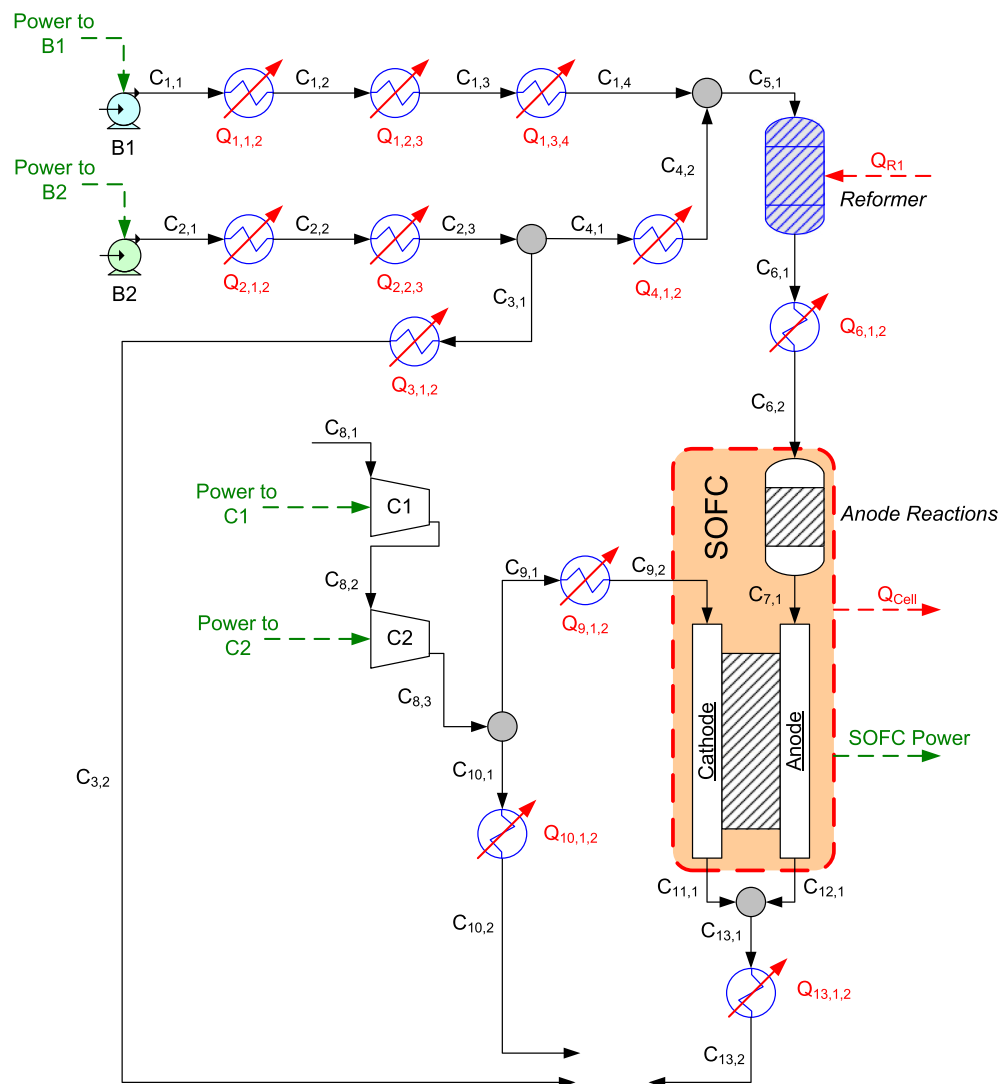 Power to
B1
C1,1
C1,2
C1,3
C1,4
C5,1
Q1,1,2
Q1,2,3
Q1,3,4
B1
Power to
B2
C4,2
QR1
Reformer
C2,1
C2,2
C2,3
C4,1
Q2,1,2
Q2,2,3
Q4,1,2
B2
C3,1
C6,1
Q6,1,2
Q3,1,2
C6,2
C8,1
Power to
C1
C1
SOFC
Anode Reactions
C8,2
C9,1
C9,2
C7,1
QCell
Power to
C2
C2
Q9,1,2
C8,3
Cathode
Anode
SOFC Power
C3,2
C10,1
Q10,1,2
C11,1
C12,1
C10,2
C13,1
Q13,1,2
C13,2